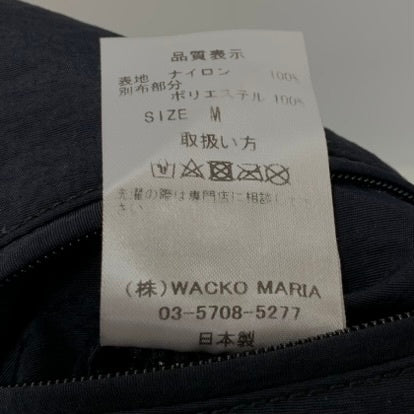 品質表示
表地 ナイロン 100%
別布部分
ポリエステル 100%
SIZE M
取扱い方
洗濯の際は専門店に相談し
さい。
(株)WACKO MARIA
03-5708-5277
日本製